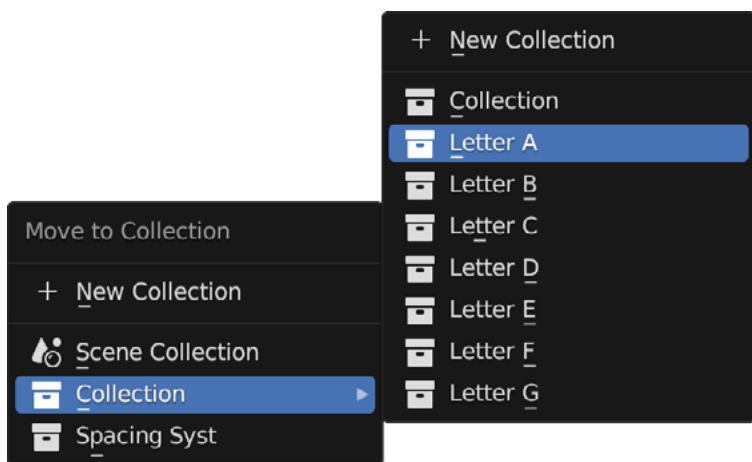 Move to Collection
New Collection
Scene Collection
Collection
Spacing Syst
New Collection
Collection
Letter A
Letter B
Letter C
Letter D
Letter E
Letter F
Letter G